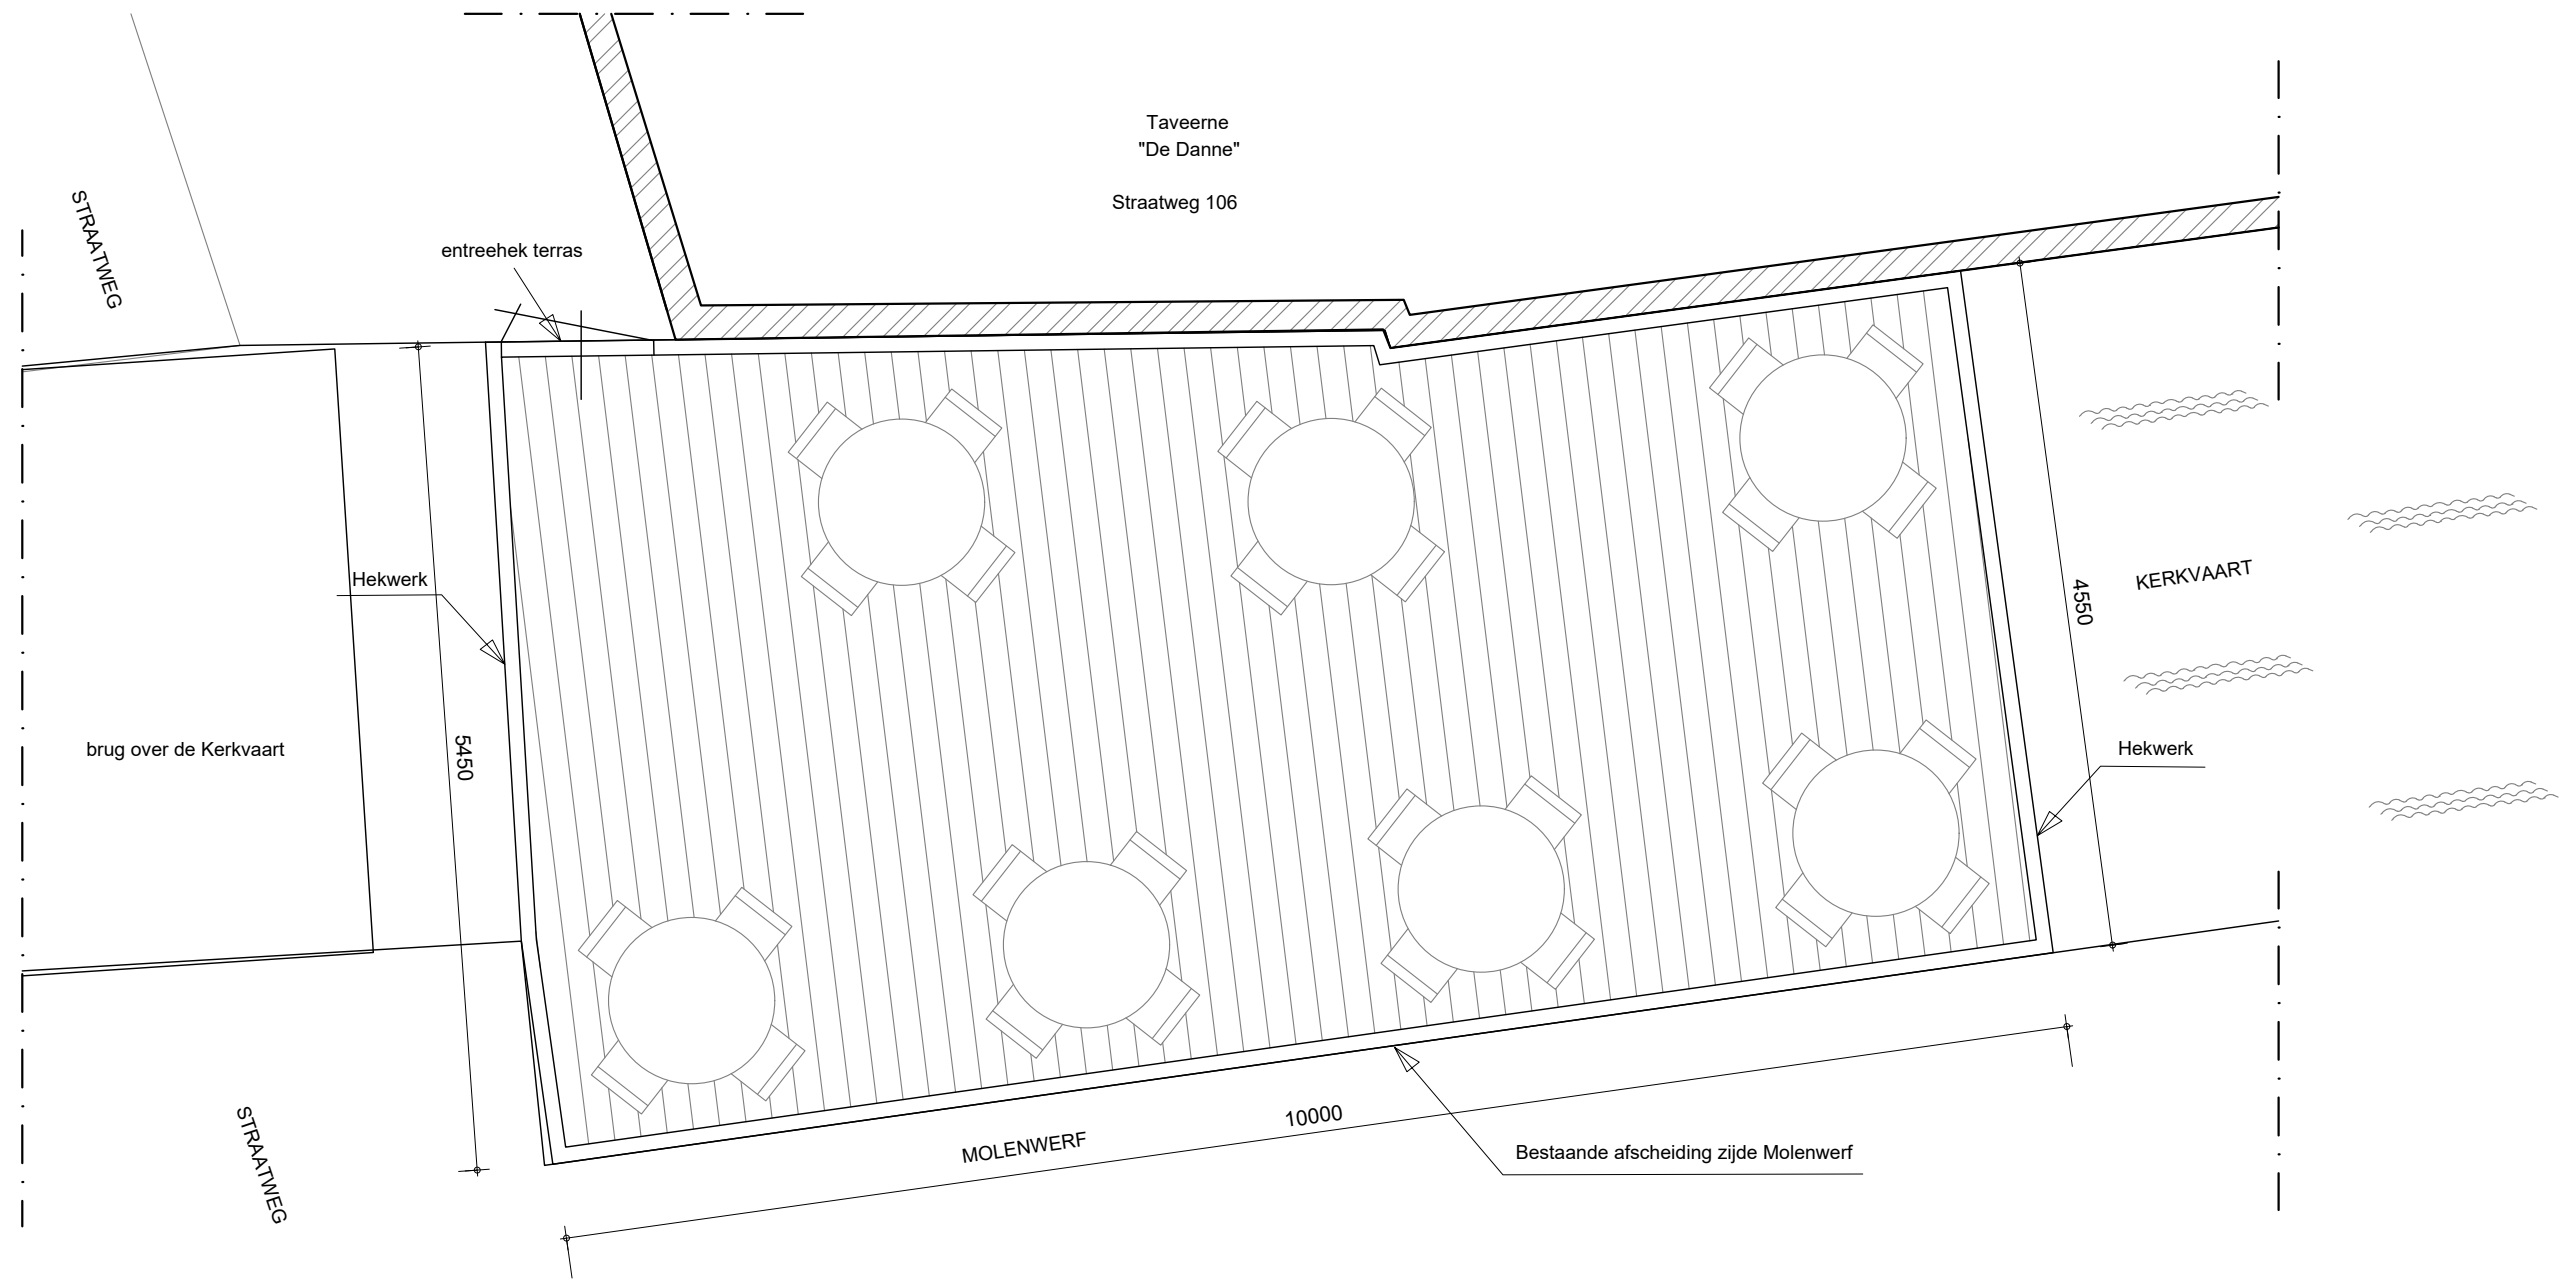 Taveerne
"De Danne"
Straatweg 106
STRAATWEG
entreehek terras
Hekwerk
KERKVAART
4550
brug over de Kerkvaart
5450
Hekwerk
10000
MOLENWERF
Bestaande afscheiding zijde Molenwerf
STRAATWEG